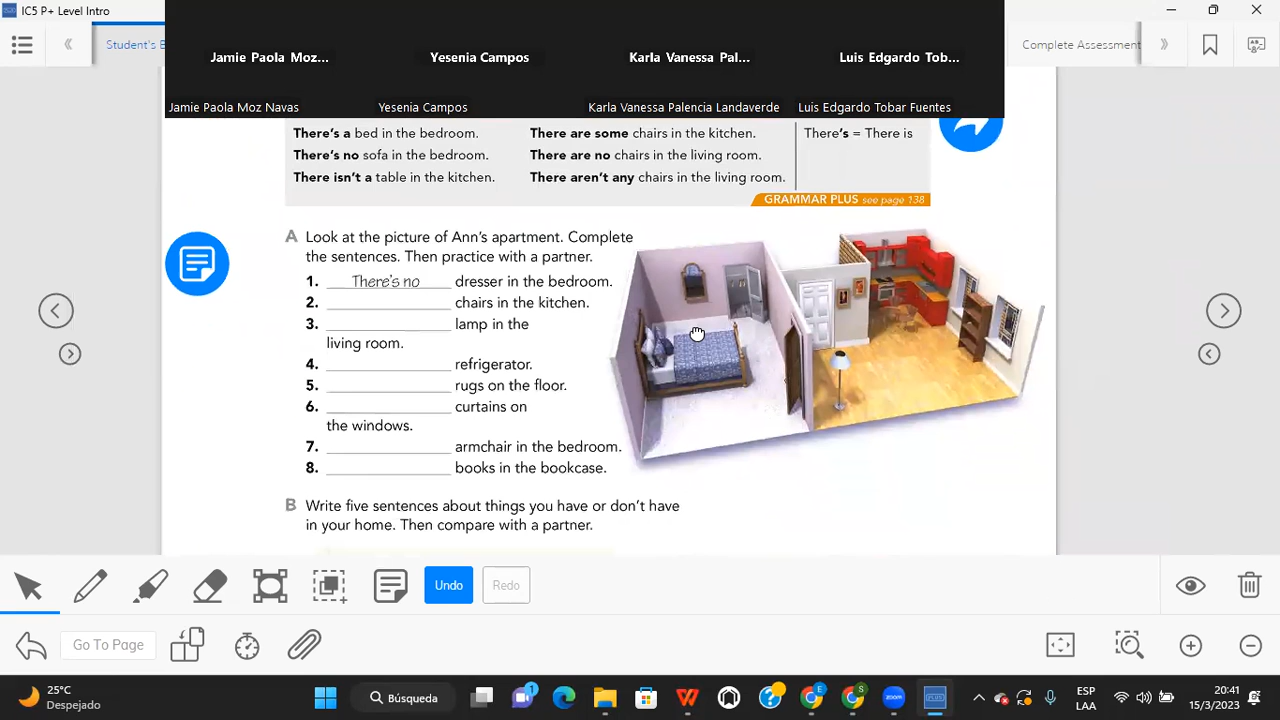 IC5 P+ Level Intro
Student's B
Jamie Paola Moz...
Yesenia Campos
Karla Vanessa Pal...
Luis Edgardo Tob...
Complete Assessment
Jamie Paola Moz Navas
Yesenia Campos
Karla Vanessa Palencia Landaverde
Luis Edgardo Tobar Fuentes
There's a bed in the bedroom.
There are some chairs in the kitchen.
There's = There is
There's no sofa in the bedroom.
There are no chairs in the living room.
There isn't a table in the kitchen.
There aren't any chairs in the living room.
GRAMMAR PLUS see page 138
A Look at the picture of Ann's apartment. Complete
the sentences. Then practice with a partner.
1. There's no dresser in the bedroom.
2. ____________ chairs in the kitchen.
3. ____________ lamp in the
living room.
4. ____________ refrigerator.
5. ____________ rugs on the floor.
6. ____________ curtains on
the windows.
7. ____________ armchair in the bedroom.
8. ____________ books in the bookcase.
B Write five sentences about things you have or don't have
in your home. Then compare with a partner.
Undo
Redo
Go To Page
25°C
Despejado
Búsqueda
ESP
LAA
20:41
15/3/2023